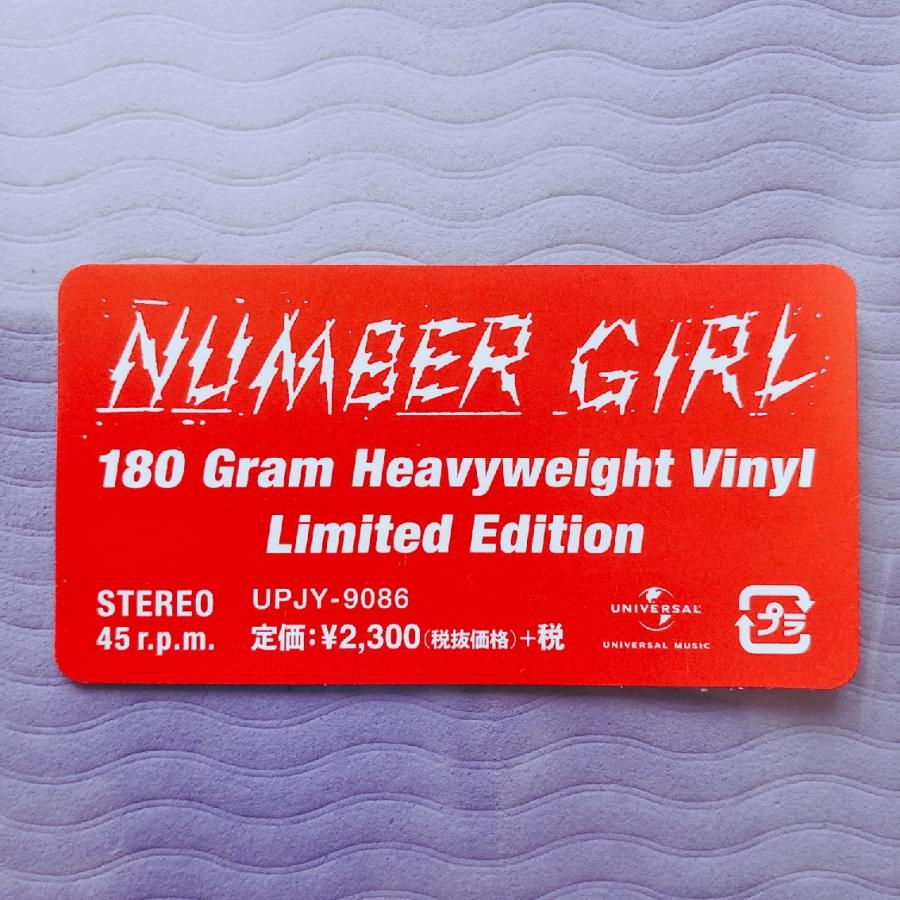 NUMBER GIRL
180 Gram Heavyweight Vinyl
Limited Edition
STEREO
45 r.p.m.
UPJY-9086
定価:¥2,300(税抜価格)+税
UNIVERSAL
UNIVERSAL MUSIC
プラ